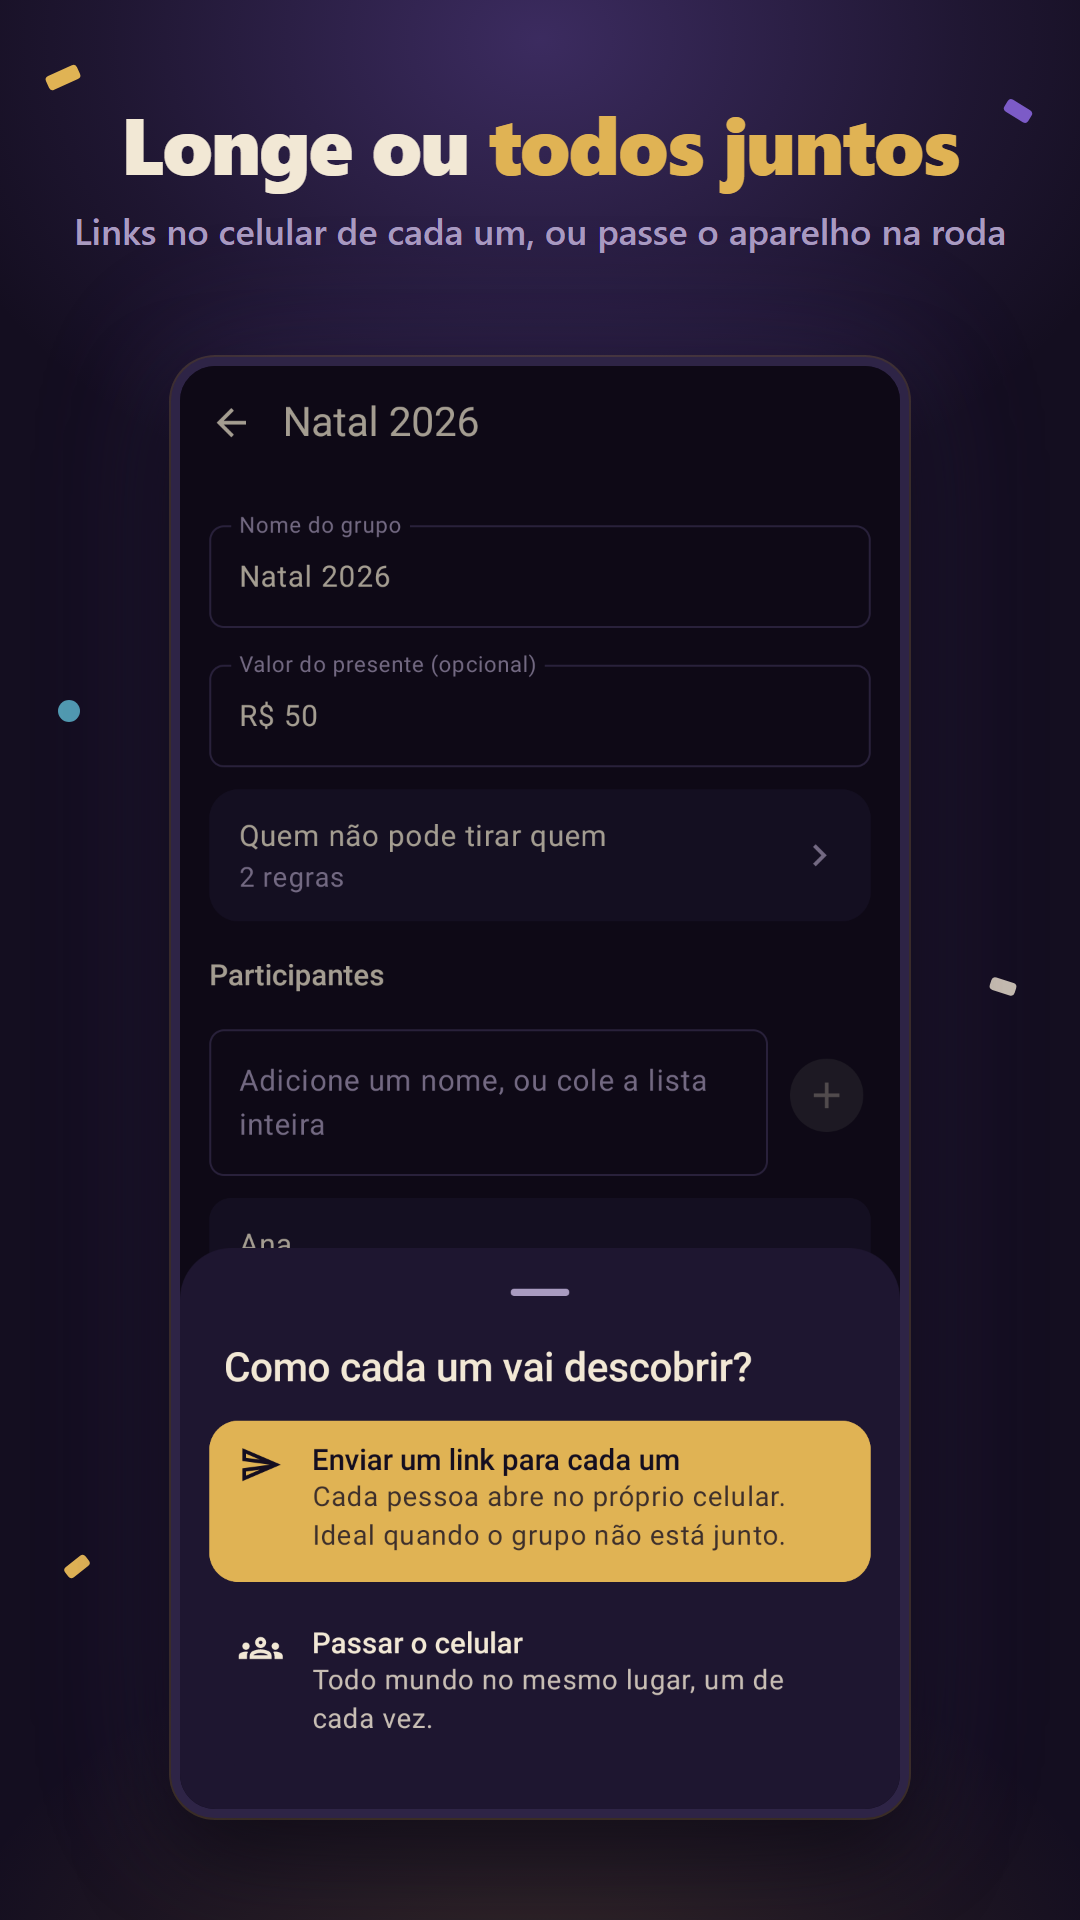 Longe ou todos juntos
Links no celular de cada um, ou passe o aparelho na roda
Natal 2026
Nome do grupo
Natal 2026
Valor do presente (opcional)
R$ 50
Quem não pode tirar quem
2 regras
Participantes
Adicione um nome, ou cole a lista
inteira
Ana
Como cada um vai descobrir?
Enviar um link para cada um
Cada pessoa abre no próprio celular.
Ideal quando o grupo não está junto.
Passar o celular
Todo mundo no mesmo lugar, um de
cada vez.